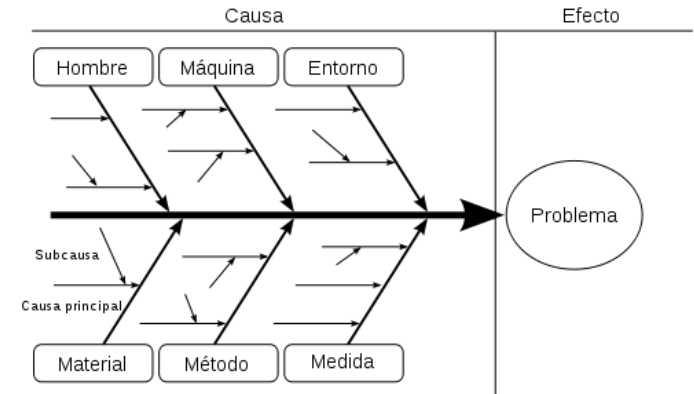 Causa
Efecto
Hombre
Máquina
Entorno
Problema
Subcausa
Causa principal
Material
Método
Medida